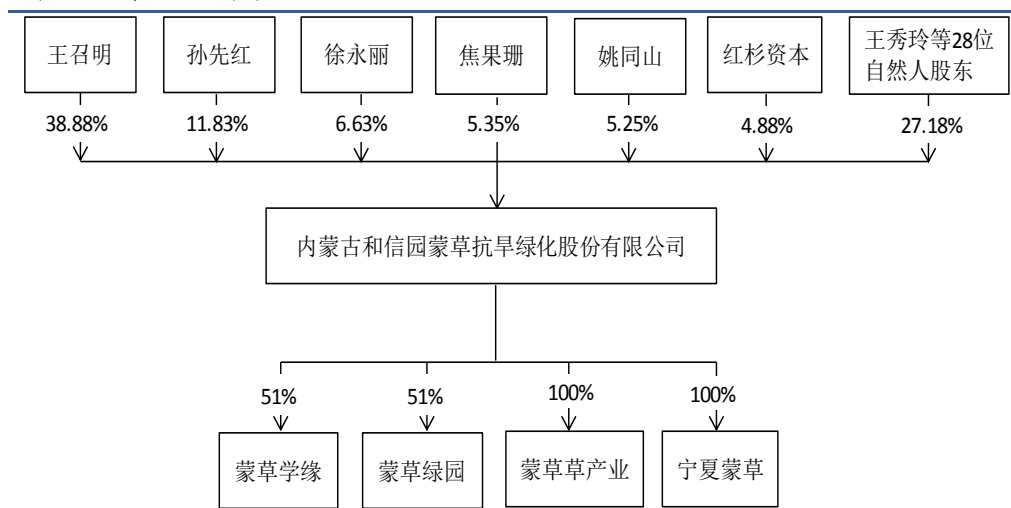 王召明
孙先红
徐永丽
焦果珊
姚同山
红杉资本
王秀玲等28位
自然人股东
38.88%
11.83%
6.63%
5.35%
5.25%
4.88%
27.18%
内蒙古和信园蒙草抗旱绿化股份有限公司
51%
51%
100%
100%
蒙草学缘
蒙草绿园
蒙草草产业
宁夏蒙草